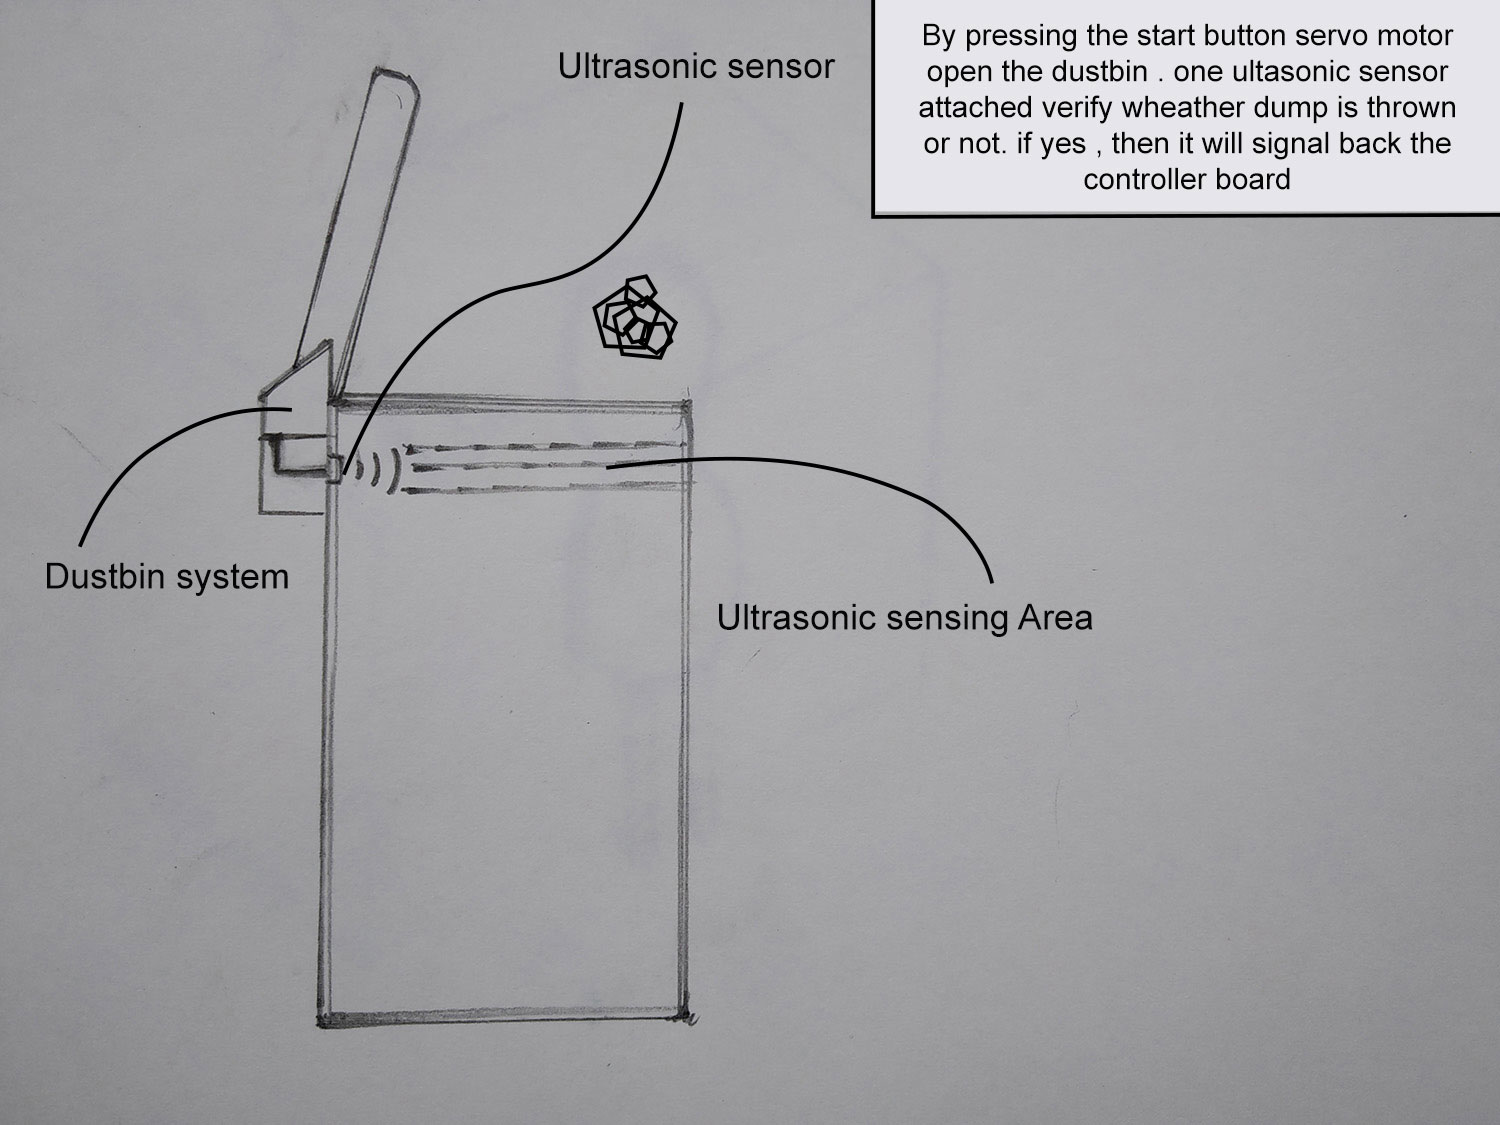 By pressing the start button servo motor
open the dustbin . one ultasonic sensor
attached verify wheather dump is thrown
or not. if yes , then it will signal back the
controller board
Ultrasonic sensor
Dustbin system
Ultrasonic sensing Area